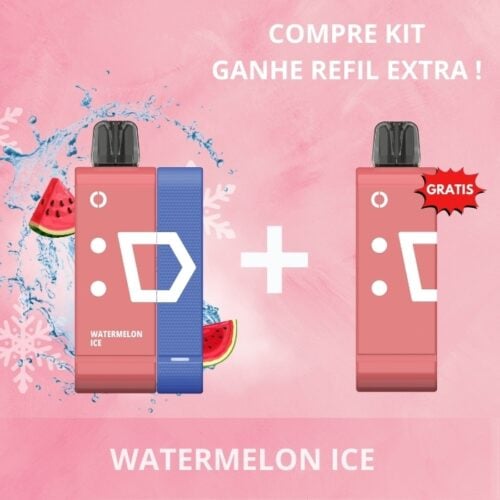 COMPRE KIT
GANHE REFIL EXTRA !
GRATIS
WATERMELON
ICE
WATERMELON ICE